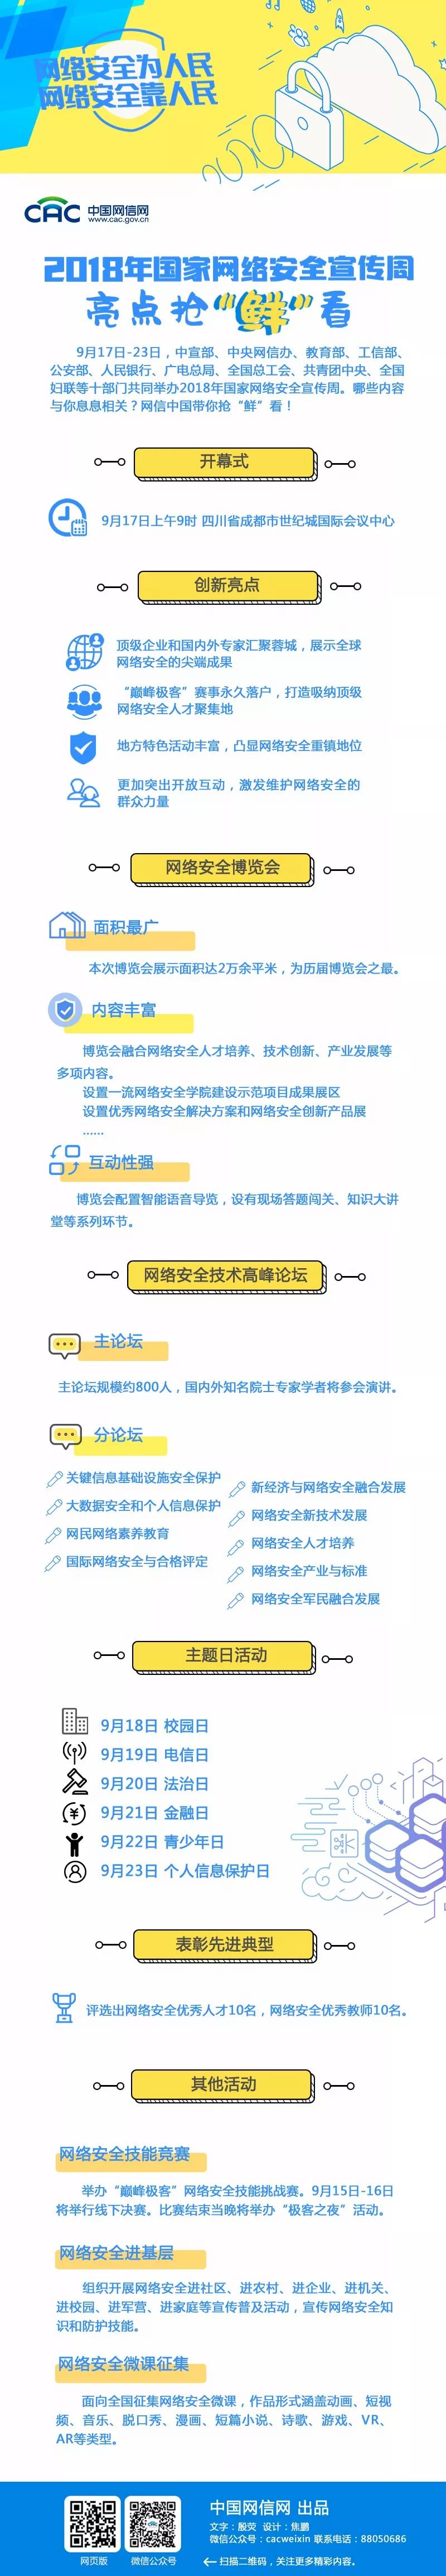 网络安全为人民
网络安全靠人民
CAC 中国网信网
www.cac.gov.cn
2018年国家网络安全宣传周
亮点抢“鲜”看
9月17日-23日，中宣部、中央网信办、教育部、工信部、
公安部、人民银行、广电总局、全国总工会、共青团中央、全国
妇联等十部门共同举办2018年国家网络安全宣传周。哪些内容
与你息息相关？网信中国带你抢“鲜”看！
开幕式
9月17日上午9时 四川省成都市世纪城国际会议中心
创新亮点
顶级企业和国内外专家汇聚蓉城，展示全球
网络安全的尖端成果
“巅峰极客”赛事永久落户，打造吸纳顶级
网络安全人才聚集地
地方特色活动丰富，凸显网络安全重镇地位
更加突出开放互动，激发维护网络安全的
群众力量
网络安全博览会
面积最广
本次博览会展示面积达2万余平米，为历届博览会之最。
内容丰富
博览会融合网络安全人才培养、技术创新、产业发展等
多项内容。
设置一流网络安全学院建设示范项目成果展区
设置优秀网络安全解决方案和网络安全创新产品展
······
互动性强
博览会配置智能语音导览，设有现场答题闯关、知识大讲
堂等系列环节。
网络安全技术高峰论坛
主论坛
主论坛规模约800人，国内外知名院士专家学者将参会演讲。
分论坛
关键信息基础设施安全保护
大数据安全和个人信息保护
网民网络素养教育
国际网络安全与合格评定
新经济与网络安全融合发展
网络安全新技术发展
网络安全人才培养
网络安全产业与标准
网络安全军民融合发展
主题日活动
9月18日 校园日
9月19日 电信日
9月20日 法治日
9月21日 金融日
9月22日 青少年日
9月23日 个人信息保护日
表彰先进典型
评选出网络安全优秀人才10名，网络安全优秀教师10名。
其他活动
网络安全技能竞赛
举办“巅峰极客”网络安全技能挑战赛。9月15日-16日
将举行线下决赛。比赛结束当晚将举办“极客之夜”活动。
网络安全进基层
组织开展网络安全进社区、进农村、进企业、进机关、
进校园、进军营、进家庭等宣传普及活动，宣传网络安全知
识和防护技能。
网络安全微课征集
面向全国征集网络安全微课，作品形式涵盖动画、短视
频、音乐、脱口秀、漫画、短篇小说、诗歌、游戏、VR、
AR等类型。
中国网信网 出品
文字：殷荧 设计：焦鹏
微信公众号：cacweixin 联系电话：88050686
扫描二维码，关注更多精彩内容。
网页版 微信公众号